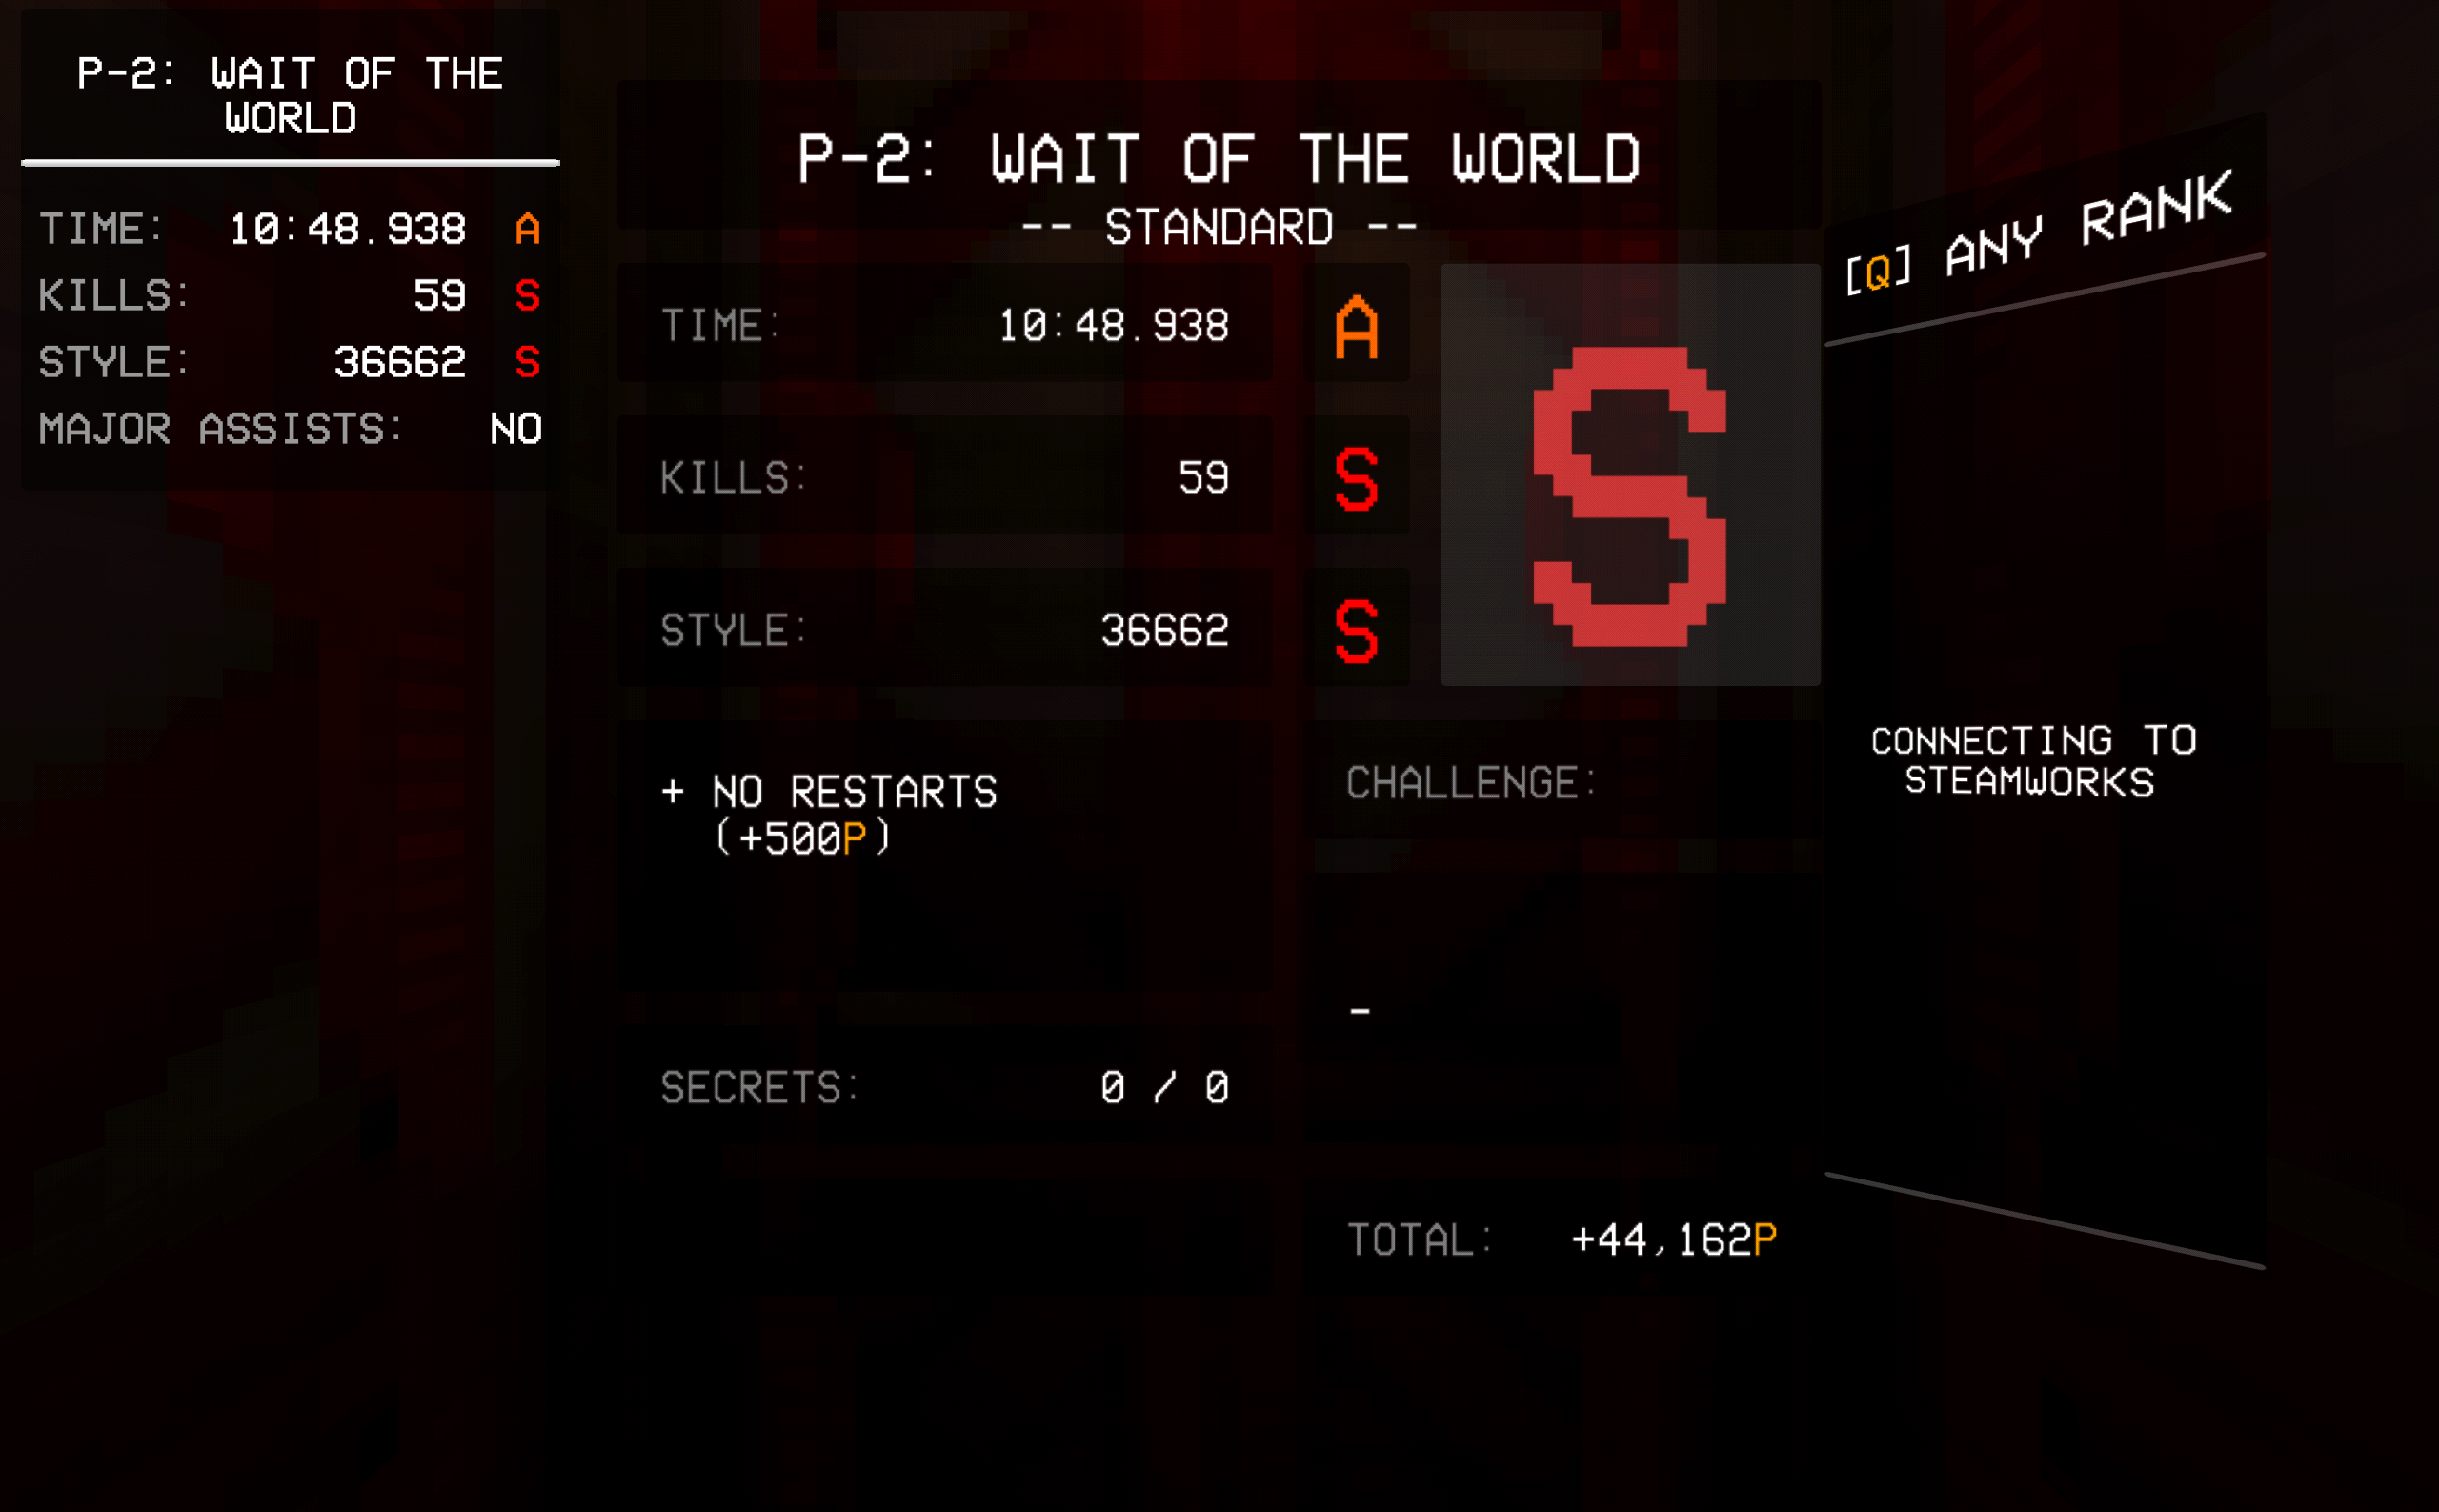 P-2: WAIT OF THE
WORLD
TIME: 10:48.938 A
KILLS: 59 S
STYLE: 36662 S
MAJOR ASSISTS: NO
P-2: WAIT OF THE WORLD
-- STANDARD --
TIME: 10:48.938 A
KILLS: 59 S
STYLE: 36662 S
S
+ NO RESTARTS
(+500P)
SECRETS: 0 / 0
CHALLENGE:
-
TOTAL: +44,162P
[Q] ANY RANK
CONNECTING TO
STEAMWORKS